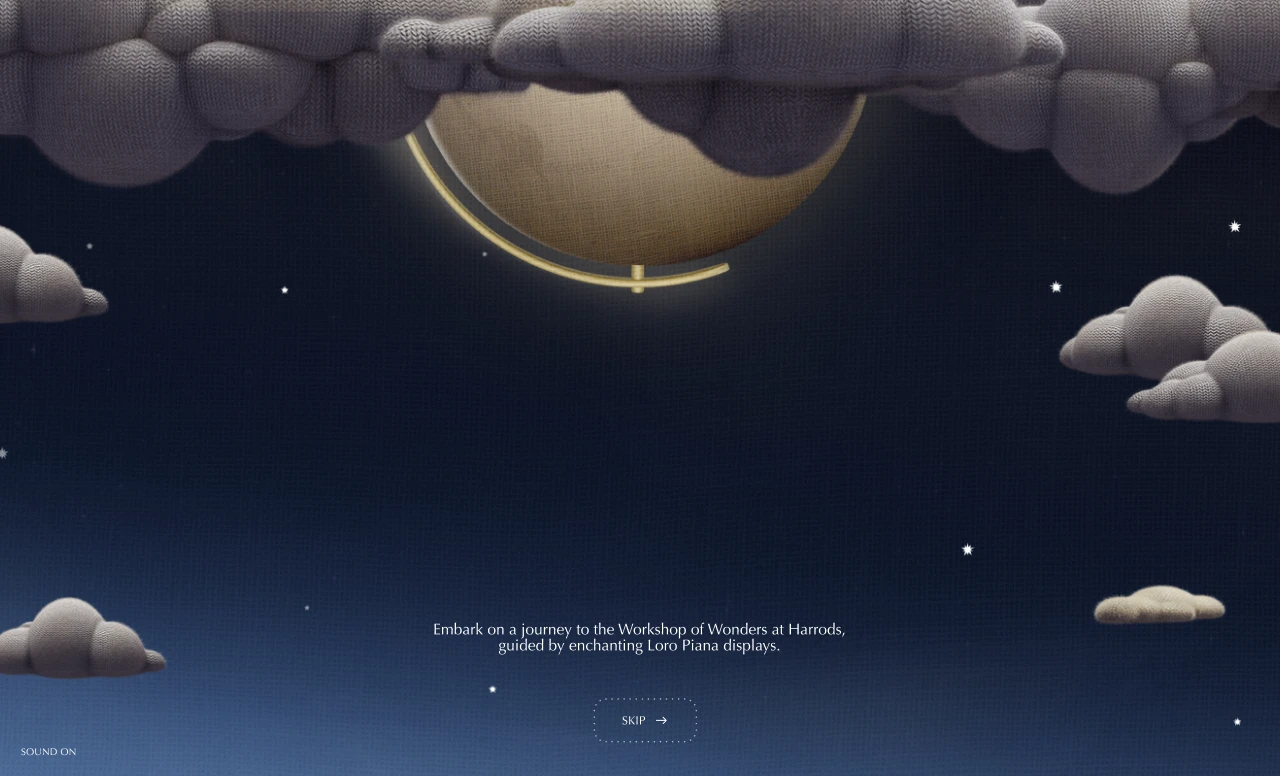 Embark on a journey to the Workshop of Wonders at Harrods,
guided by enchanting Loro Piana displays.
SKIP →
SOUND ON